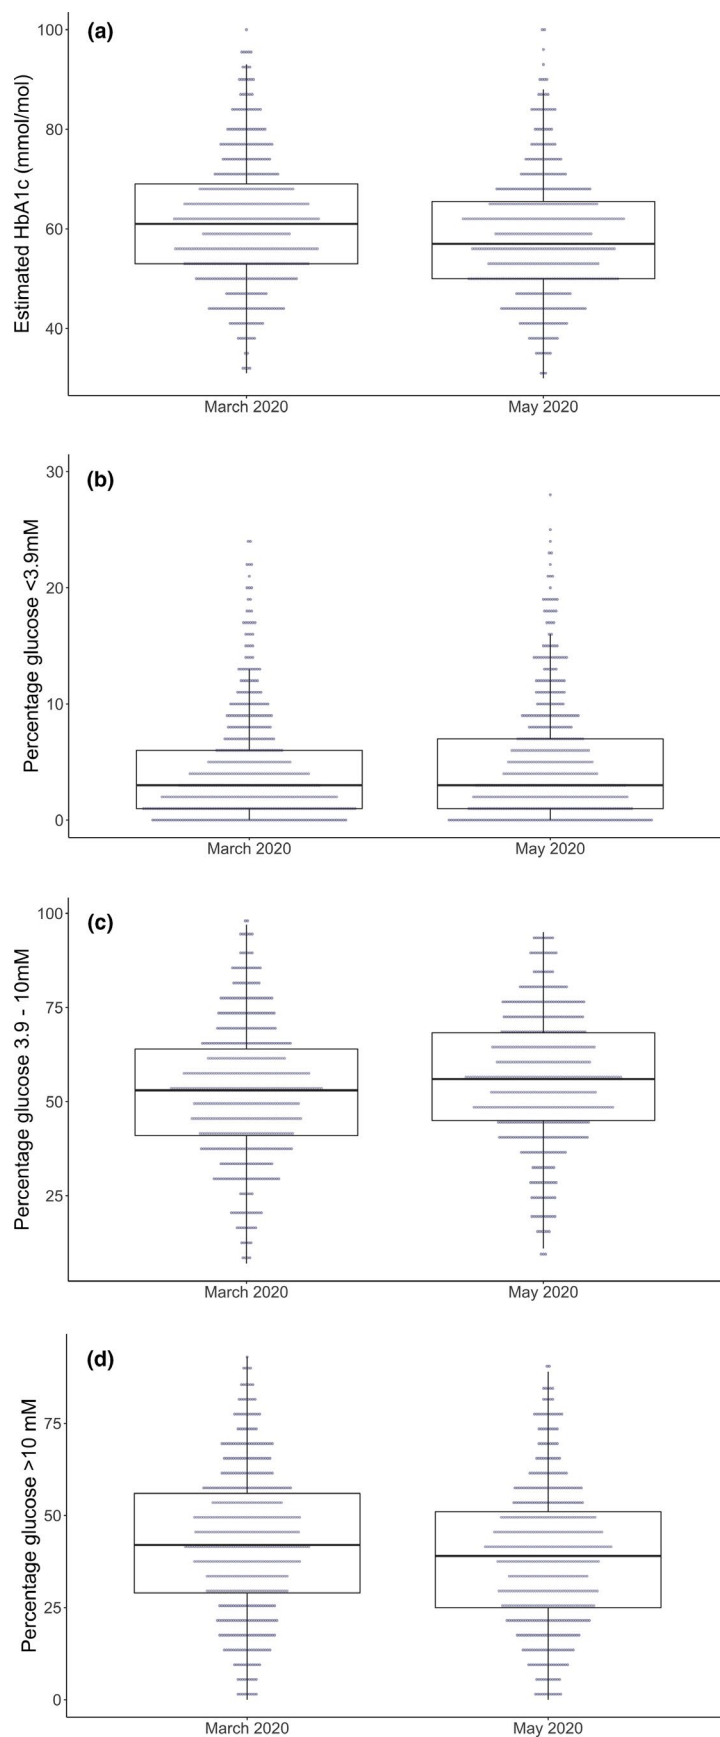 (a)
Estimated HbA1c (mmol/mol)
100
80
60
40
March 2020 May 2020
(b)
Percentage glucose <3.9mM
30
20
10
0
March 2020 May 2020
(c)
Percentage glucose 3.9 - 10mM
100
75
50
25
March 2020 May 2020
(d)
Percentage glucose >10 mM
75
50
25
0
March 2020 May 2020